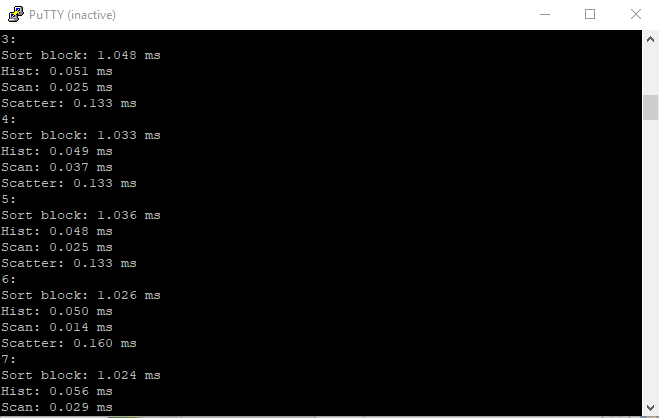 PuTTY (inactive)
3:
Sort block: 1.048 ms
Hist: 0.051 ms
Scan: 0.025 ms
Scatter: 0.133 ms
4:
Sort block: 1.033 ms
Hist: 0.049 ms
Scan: 0.037 ms
Scatter: 0.133 ms
5:
Sort block: 1.036 ms
Hist: 0.048 ms
Scan: 0.025 ms
Scatter: 0.133 ms
6:
Sort block: 1.026 ms
Hist: 0.050 ms
Scan: 0.014 ms
Scatter: 0.160 ms
7:
Sort block: 1.024 ms
Hist: 0.056 ms
Scan: 0.029 ms